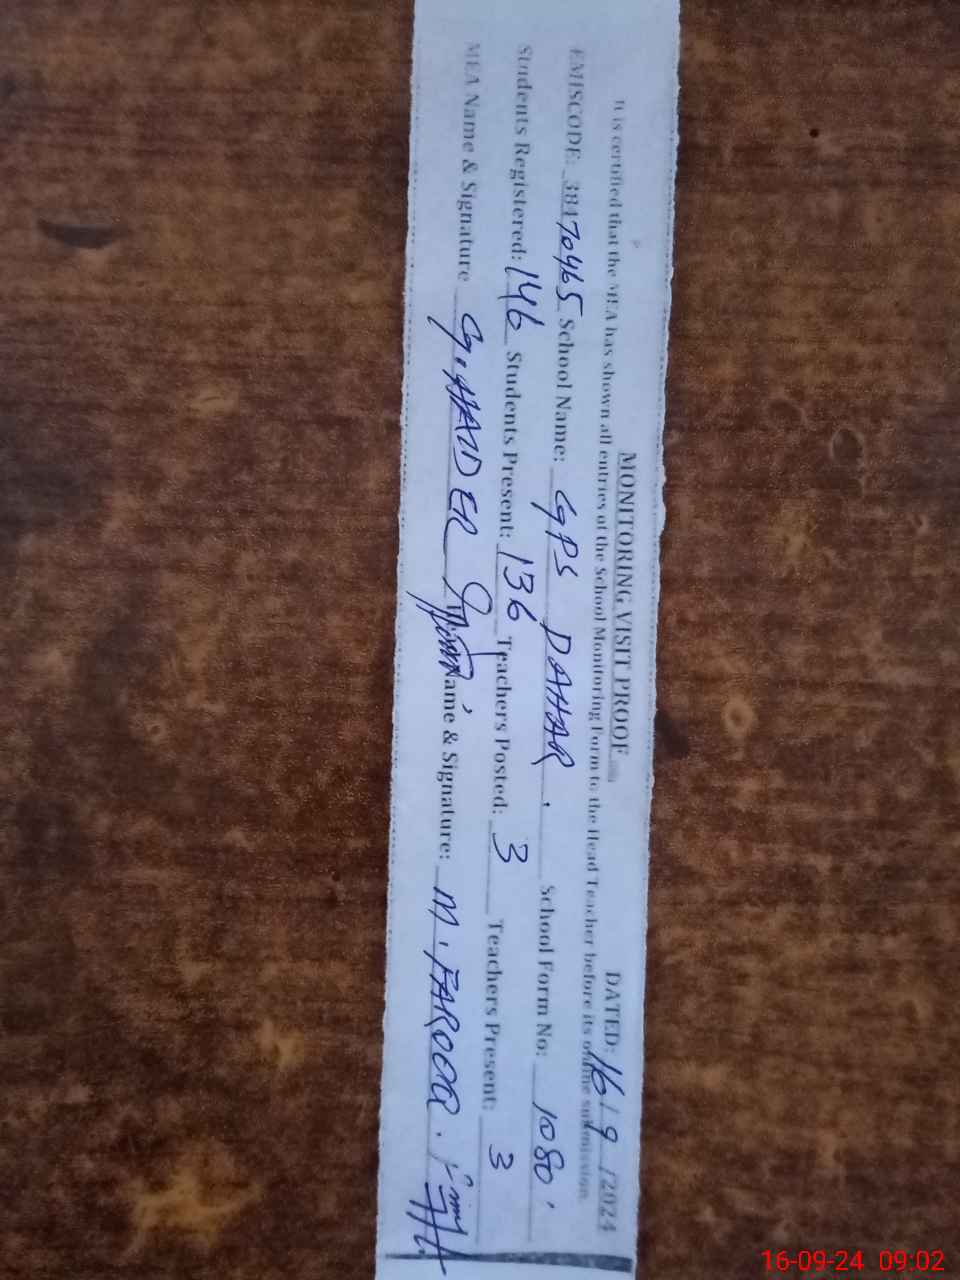 MONITORING VISIT PROOF
DATED: 16/9/2024
It is certified that the MEA has shown all entries of the School Monitoring Form to the Head Teacher before its online submission.
EMISCODE: 38170465 School Name: GPS DAHAR. School Form No: 1080
Students Registered: 146 Students Present: 136 Teachers Posted: 3 Teachers Present: 3
MEA Name & Signature G. HAIDER Name & Signature: M. FAROOQ.
16-09-24 09:02